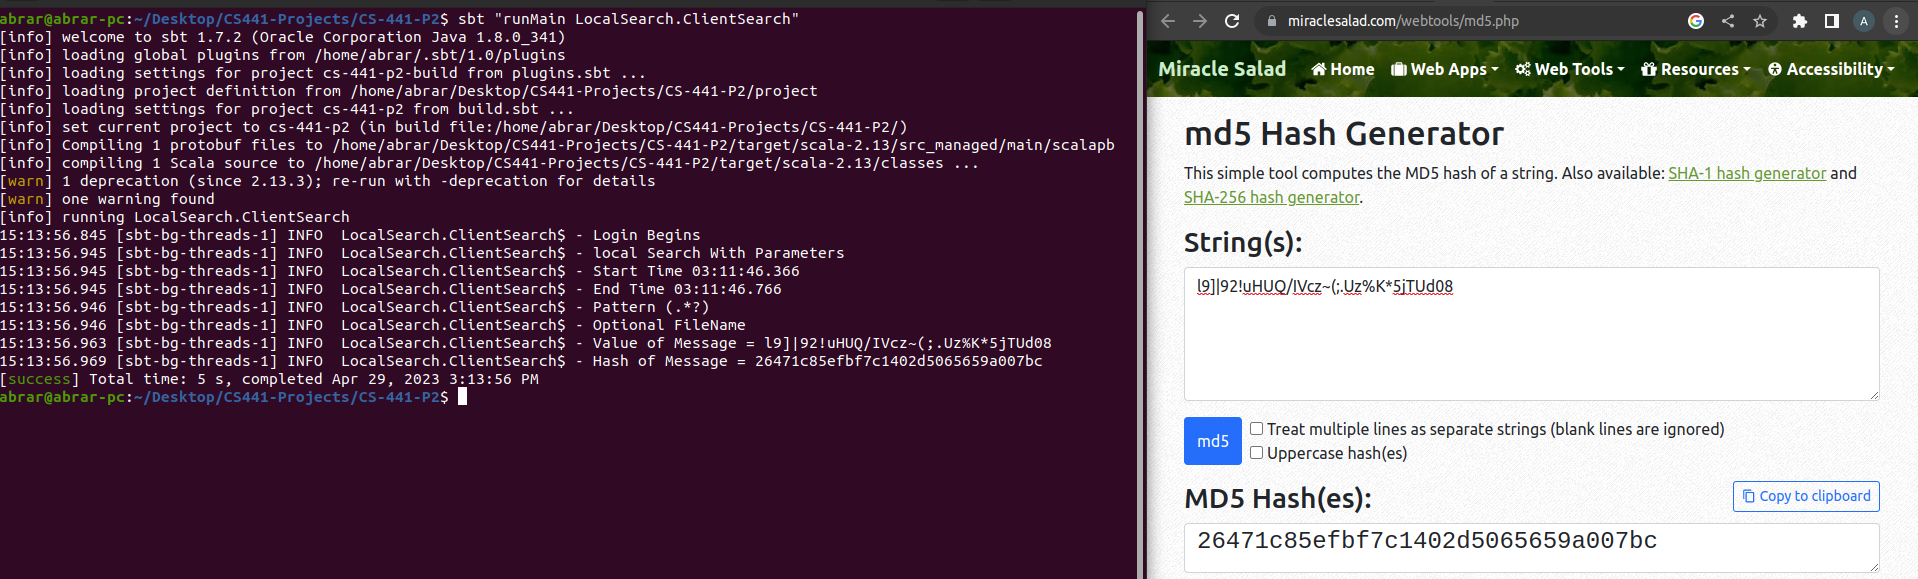 abrar@abrar-pc:~/Desktop/CS441-Projects/CS-441-P2$ sbt "runMain LocalSearch.ClientSearch"
[info] welcome to sbt 1.7.2 (Oracle Corporation Java 1.8.0_341)
[info] loading global plugins from /home/abrar/.sbt/1.0/plugins
[info] loading settings for project cs-441-p2-build from plugins.sbt ...
[info] loading project definition from /home/abrar/Desktop/CS441-Projects/CS-441-P2/project
[info] loading settings for project cs-441-p2 from build.sbt ...
[info] set current project to cs-441-p2 (in build file:/home/abrar/Desktop/CS441-Projects/CS-441-P2/)
[info] Compiling 1 protobuf files to /home/abrar/Desktop/CS441-Projects/CS-441-P2/target/scala-2.13/src_managed/main/scalapb
[info] compiling 1 Scala source to /home/abrar/Desktop/CS441-Projects/CS-441-P2/target/scala-2.13/classes ...
[warn] 1 deprecation (since 2.13.3); re-run with -deprecation for details
[warn] one warning found
[info] running LocalSearch.ClientSearch
15:13:56.845 [sbt-bg-threads-1] INFO  LocalSearch.ClientSearch$ - Login Begins
15:13:56.945 [sbt-bg-threads-1] INFO  LocalSearch.ClientSearch$ - local Search With Parameters
15:13:56.945 [sbt-bg-threads-1] INFO  LocalSearch.ClientSearch$ - Start Time 03:11:46.366
15:13:56.945 [sbt-bg-threads-1] INFO  LocalSearch.ClientSearch$ - End Time 03:11:46.766
15:13:56.946 [sbt-bg-threads-1] INFO  LocalSearch.ClientSearch$ - Pattern (.*?)
15:13:56.946 [sbt-bg-threads-1] INFO  LocalSearch.ClientSearch$ - Optional FileName
15:13:56.963 [sbt-bg-threads-1] INFO  LocalSearch.ClientSearch$ - Value of Message = l9]|92!uHUQ/IVcz~(;.Uz%K*5jTUd08
15:13:56.969 [sbt-bg-threads-1] INFO  LocalSearch.ClientSearch$ - Hash of Message = 26471c85efbf7c1402d5065659a007bc
[success] Total time: 5 s, completed Apr 29, 2023 3:13:56 PM
abrar@abrar-pc:~/Desktop/CS441-Projects/CS-441-P2$
miraclesalad.com/webtools/md5.php
A
Miracle Salad Home Web Apps Web Tools Resources Accessibility
md5 Hash Generator
This simple tool computes the MD5 hash of a string. Also available: SHA-1 hash generator and
SHA-256 hash generator.
String(s):
l9]|92!uHUQ/IVcz~(;.Uz%K*5jTUd08
md5
Treat multiple lines as separate strings (blank lines are ignored)
Uppercase hash(es)
MD5 Hash(es):
Copy to clipboard
26471c85efbf7c1402d5065659a007bc